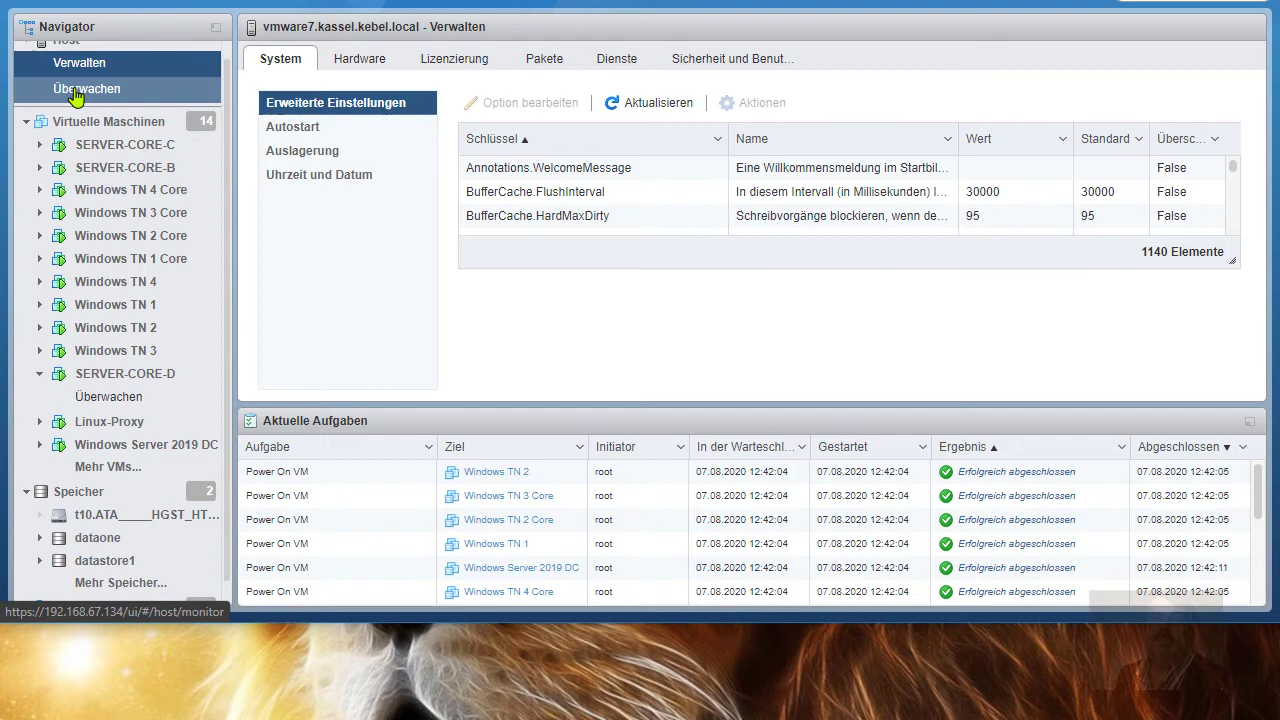 Navigator
Host
Verwalten
Überwachen
Virtuelle Maschinen 14
SERVER-CORE-C
SERVER-CORE-B
Windows TN 4 Core
Windows TN 3 Core
Windows TN 2 Core
Windows TN 1 Core
Windows TN 4
Windows TN 1
Windows TN 2
Windows TN 3
SERVER-CORE-D
Überwachen
Linux-Proxy
Windows Server 2019 DC
Mehr VMs...
Speicher 2
t10.ATA_____HGST_HT...
dataone
datastore1
Mehr Speicher...
https://192.168.67.134/ui/#/host/monitor
vmware7.kassel.kebel.local - Verwalten
System Hardware Lizenzierung Pakete Dienste Sicherheit und Benut...
Erweiterte Einstellungen
Autostart
Auslagerung
Uhrzeit und Datum
Option bearbeiten Aktualisieren Aktionen
Schlüssel Name Wert Standard Übersc...
Annotations.WelcomeMessage Eine Willkommensmeldung im Startbil... False
BufferCache.FlushInterval In diesem Intervall (in Millisekunden) l... 30000 30000 False
BufferCache.HardMaxDirty Schreibvorgänge blockieren, wenn de... 95 95 False
1140 Elemente
Aktuelle Aufgaben
Aufgabe Ziel Initiator In der Warteschl... Gestartet Ergebnis Abgeschlossen
Power On VM Windows TN 2 root 07.08.2020 12:42:04 07.08.2020 12:42:04 Erfolgreich abgeschlossen 07.08.2020 12:42:05
Power On VM Windows TN 3 Core root 07.08.2020 12:42:04 07.08.2020 12:42:04 Erfolgreich abgeschlossen 07.08.2020 12:42:05
Power On VM Windows TN 2 Core root 07.08.2020 12:42:04 07.08.2020 12:42:04 Erfolgreich abgeschlossen 07.08.2020 12:42:05
Power On VM Windows TN 1 root 07.08.2020 12:42:04 07.08.2020 12:42:04 Erfolgreich abgeschlossen 07.08.2020 12:42:05
Power On VM Windows Server 2019 DC root 07.08.2020 12:42:04 07.08.2020 12:42:04 Erfolgreich abgeschlossen 07.08.2020 12:42:11
Power On VM Windows TN 4 Core root 07.08.2020 12:42:04 07.08.2020 12:42:04 Erfolgreich abgeschlossen 07.08.2020 12:42:05